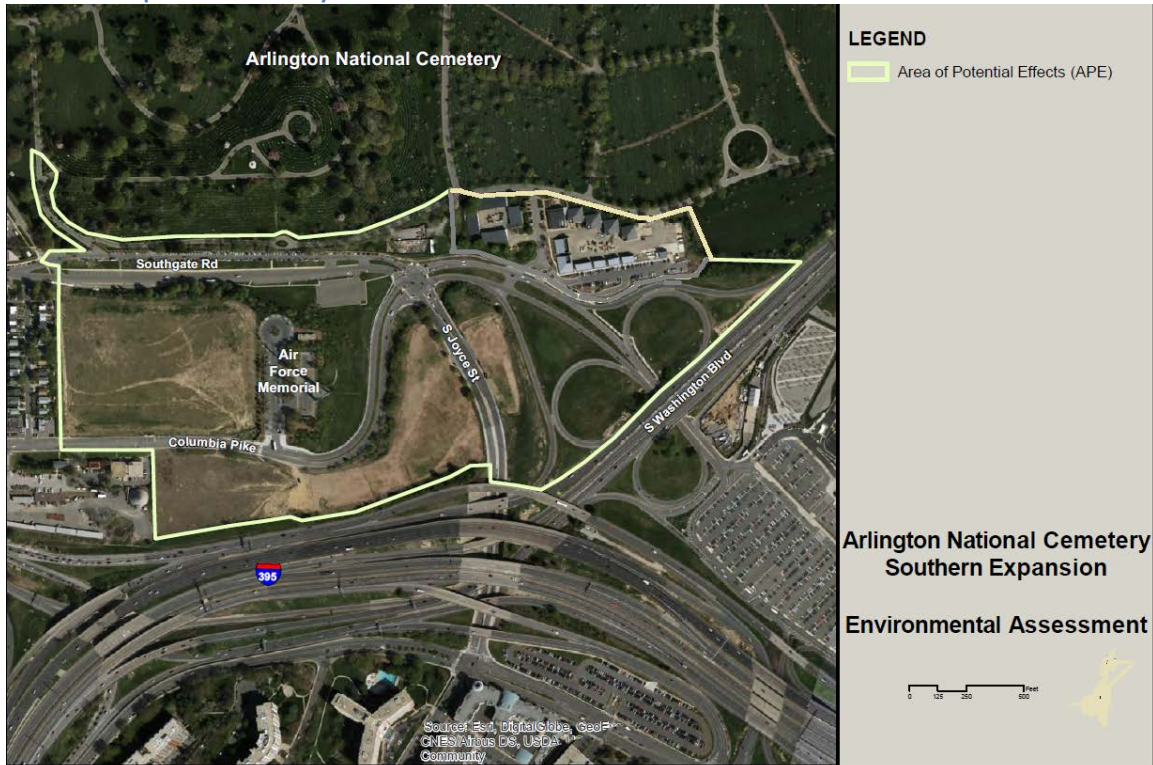 Arlington National Cemetery
Southgate Rd
S Joyce St
Air
Force
Memorial
S Washington Blvd
Columbia Pike
395
Source: Esri, DigitalGlobe,
CNES/Airbus DS, USDA
Community
LEGEND
Area of Potential Effects (APE)
Arlington National Cemetery
Southern Expansion
Environmental Assessment
0 125 250 500 Feet